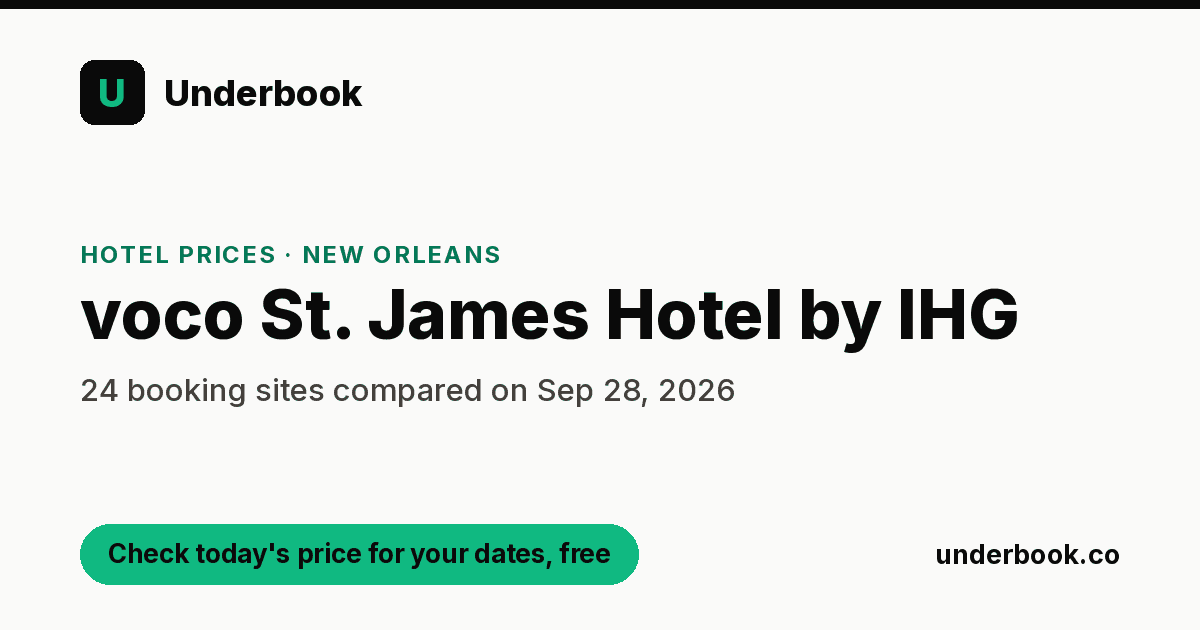 U Underbook
HOTEL PRICES · NEW ORLEANS
voco St. James Hotel by IHG
24 booking sites compared on Sep 28, 2026
Check today's price for your dates, free
underbook.co